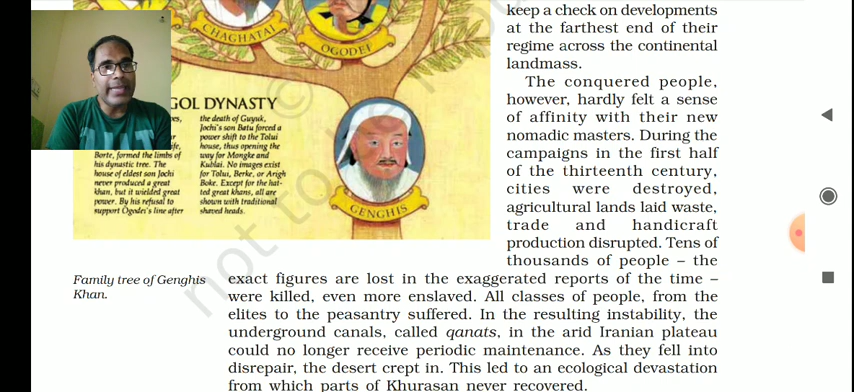 CHAGHATAI
OGODEI
GOL DYNASTY
Borte, formed the limbs of
his dynastic tree. The
house of eldest son Jochi
never produced a great
khan, but it wielded great
power. By his refusal to
support Ogodei's line after
the death of Guyuk,
Jochi's son Batu forced a
power shift to the Tolui
house, thus opening the
way for Mongke and
Kublai. No images exist
for Tolui, Berke, or Arigh
Boke. Except for the hat-
ted great khans, all are
shown with traditional
shaved heads.
GENGHIS
Family tree of Genghis
Khan.
keep a check on developments
at the farthest end of their
regime across the continental
landmass.
The conquered people,
however, hardly felt a sense
of affinity with their new
nomadic masters. During the
campaigns in the first half
of the thirteenth century,
cities were destroyed,
agricultural lands laid waste,
trade and handicraft
production disrupted. Tens of
thousands of people – the
exact figures are lost in the exaggerated reports of the time –
were killed, even more enslaved. All classes of people, from the
elites to the peasantry suffered. In the resulting instability, the
underground canals, called qanats, in the arid Iranian plateau
could no longer receive periodic maintenance. As they fell into
disrepair, the desert crept in. This led to an ecological devastation
from which parts of Khurasan never recovered.
not to